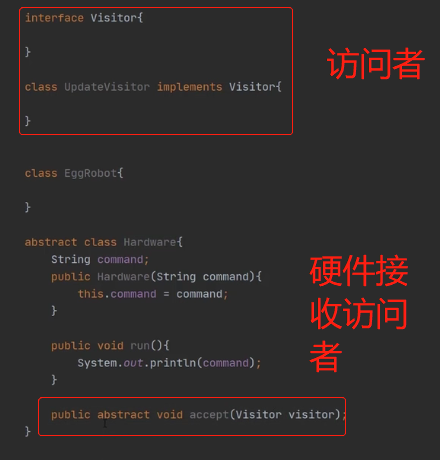 interface Visitor{
}
class UpdateVisitor implements Visitor{
}
访问者
class EggRobot{
}
abstract class Hardware{
String command;
public Hardware(String command){
this.command = command;
}
public void run(){
System.out.println(command);
}
public abstract void accept(Visitor visitor);
}
硬件接
收访问
者